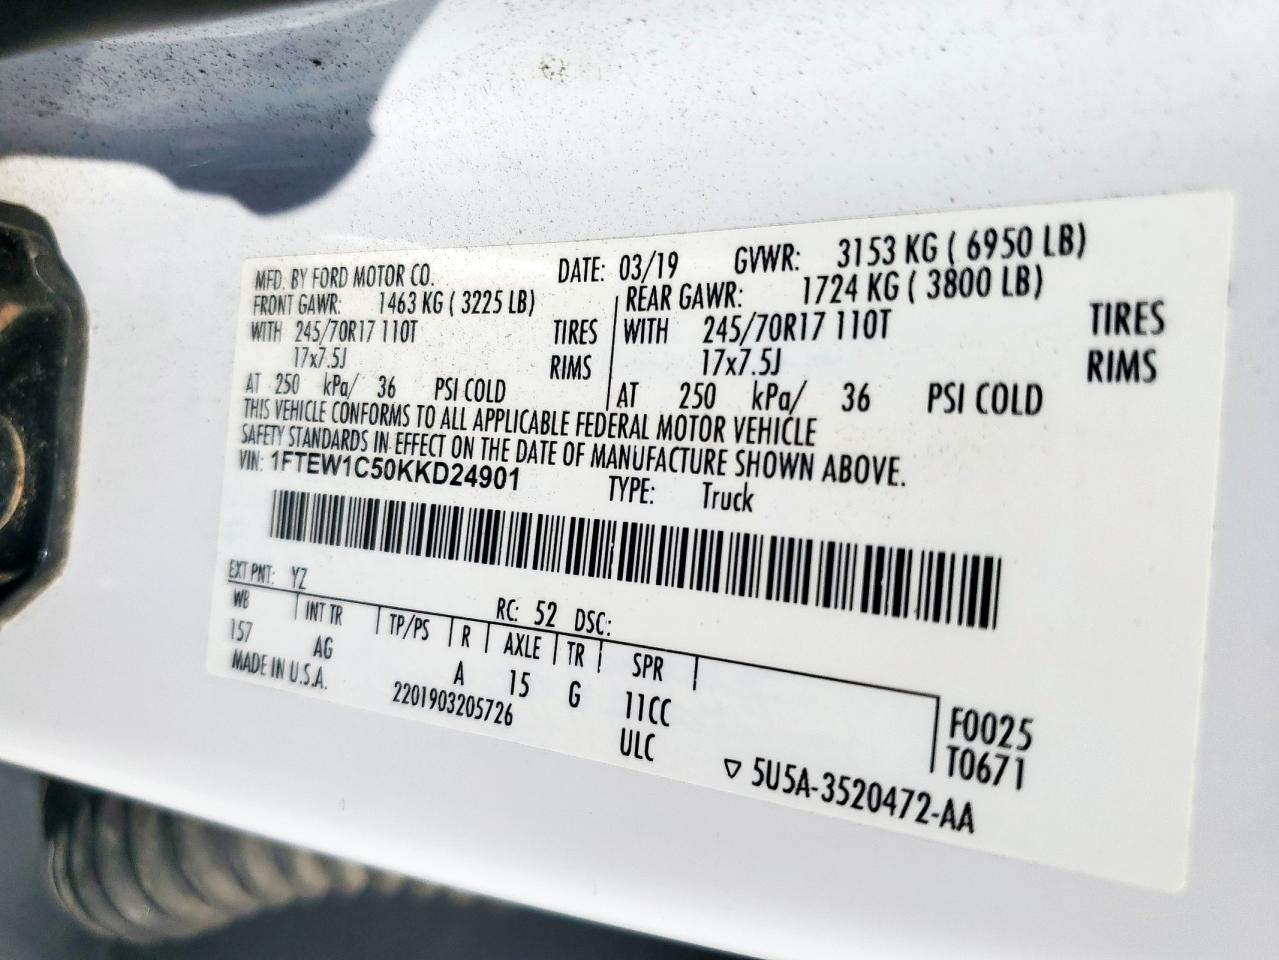 MFD. BY FORD MOTOR CO. DATE: 03/19 GVWR: 3153 KG ( 6950 LB)
FRONT GAWR: 1463 KG ( 3225 LB) REAR GAWR: 1724 KG ( 3800 LB)
WITH 245/70R17 110T TIRES WITH 245/70R17 110T TIRES
17x7.5J RIMS 17x7.5J RIMS
AT 250 kPa/ 36 PSI COLD AT 250 kPa/ 36 PSI COLD
THIS VEHICLE CONFORMS TO ALL APPLICABLE FEDERAL MOTOR VEHICLE
SAFETY STANDARDS IN EFFECT ON THE DATE OF MANUFACTURE SHOWN ABOVE.
VIN: 1FTEW1C50KKD24901 TYPE: Truck
EXT PNT: YZ RC: 52 DSC:
WB INT TR TP/PS R AXLE TR SPR
157 AG A 15 G 11CC F0025
MADE IN U.S.A. 2201903205726 ULC T0671
▽ 5U5A-3520472-AA